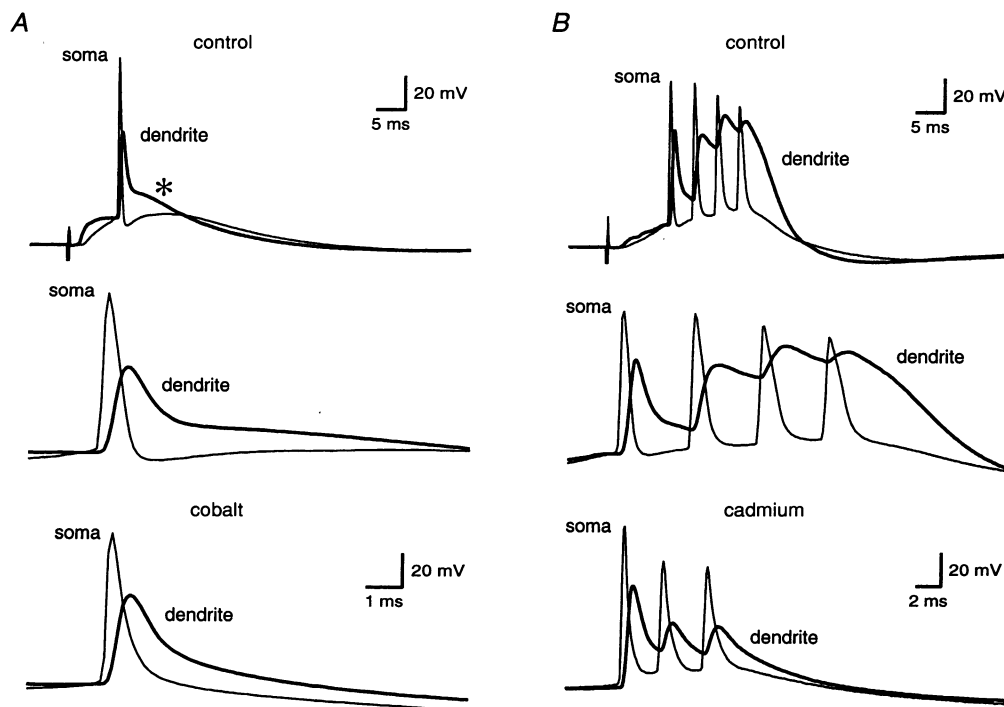 A
control
soma
20 mV
5 ms
dendrite
*
soma
dendrite
cobalt
soma
20 mV
1 ms
dendrite
B
control
soma
20 mV
5 ms
dendrite
soma
dendrite
cadmium
soma
20 mV
2 ms
dendrite